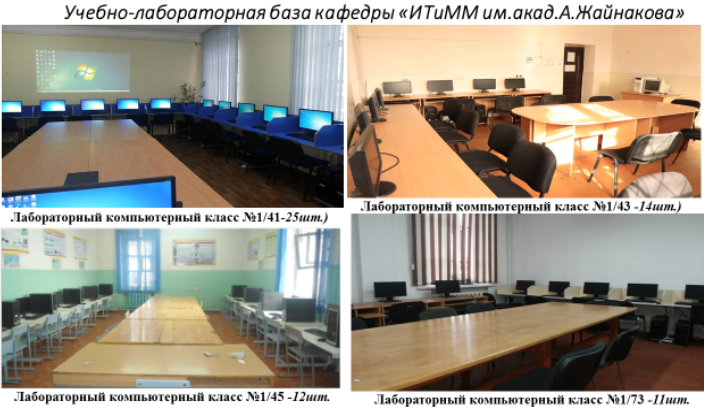 Учебно-лабораторная база кафедры «ИТиММ им.акад.А.Жайнакова»
Лабораторный компьютерный класс №1/41-25шт.)
Лабораторный компьютерный класс №1/43 -14шт.)
Лабораторный компьютерный класс №1/45 -12шт.
Лабораторный компьютерный класс №1/73 -11шт.